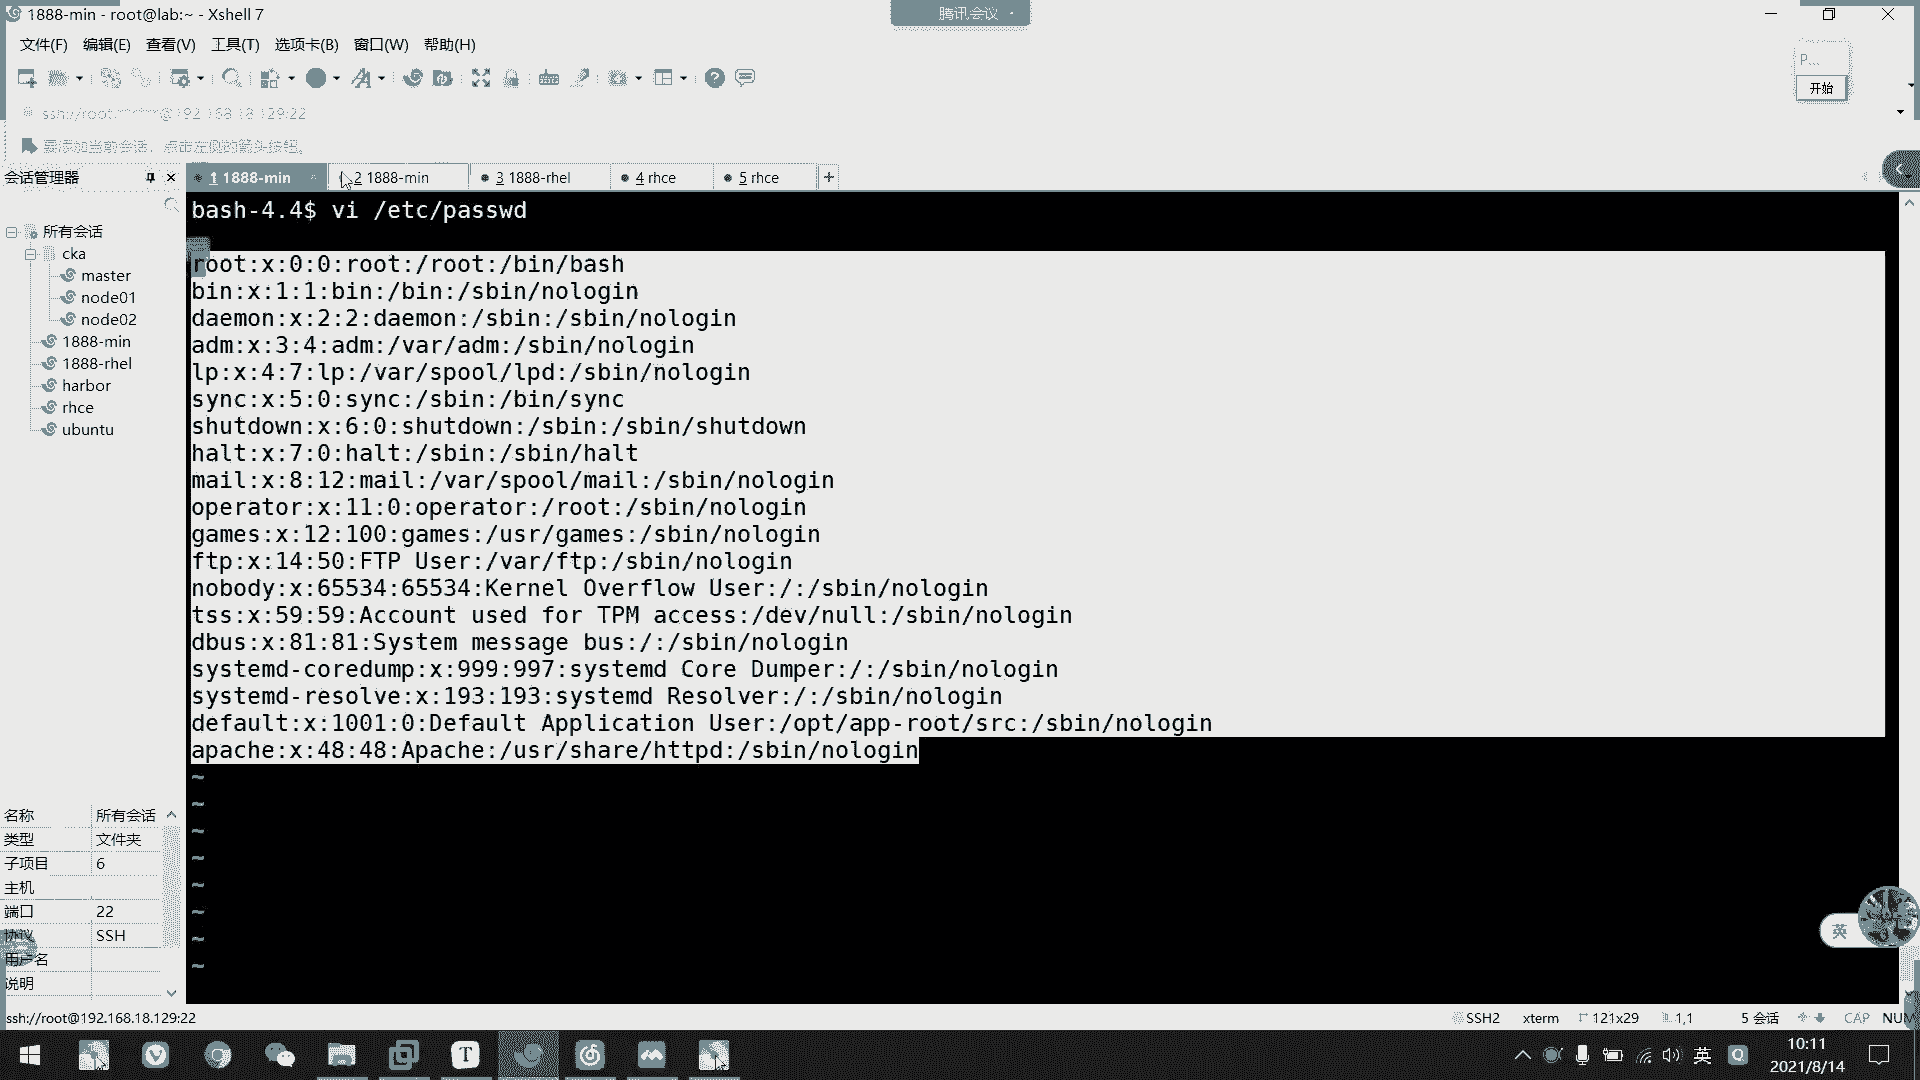 1888-min - root@lab:~ - Xshell 7
腾讯会议
文件(F) 编辑(E) 查看(V) 工具(T) 选项卡(B) 窗口(W) 帮助(H)
P...
开始
ssh://root:******@192.168.18.129:22
要添加当前会话，点击左侧的箭头按钮。
会话管理器
1 1888-min
2 1888-min
3 1888-rhel
4 rhce
5 rhce
+
所有会话
cka
master
node01
node02
1888-min
1888-rhel
harbor
rhce
ubuntu
bash-4.4$ vi /etc/passwd
root:x:0:0:root:/root:/bin/bash
bin:x:1:1:bin:/bin:/sbin/nologin
daemon:x:2:2:daemon:/sbin:/sbin/nologin
adm:x:3:4:adm:/var/adm:/sbin/nologin
lp:x:4:7:lp:/var/spool/lpd:/sbin/nologin
sync:x:5:0:sync:/sbin:/bin/sync
shutdown:x:6:0:shutdown:/sbin:/sbin/shutdown
halt:x:7:0:halt:/sbin:/sbin/halt
mail:x:8:12:mail:/var/spool/mail:/sbin/nologin
operator:x:11:0:operator:/root:/sbin/nologin
games:x:12:100:games:/usr/games:/sbin/nologin
ftp:x:14:50:FTP User:/var/ftp:/sbin/nologin
nobody:x:65534:65534:Kernel Overflow User:/:/sbin/nologin
tss:x:59:59:Account used for TPM access:/dev/null:/sbin/nologin
dbus:x:81:81:System message bus:/:/sbin/nologin
systemd-coredump:x:999:997:systemd Core Dumper:/:/sbin/nologin
systemd-resolve:x:193:193:systemd Resolver:/:/sbin/nologin
default:x:1001:0:Default Application User:/opt/app-root/src:/sbin/nologin
apache:x:48:48:Apache:/usr/share/httpd:/sbin/nologin
~
~
~
~
~
~
~
~
名称 所有会话
类型 文件夹
子项目 6
主机
端口 22
协议 SSH
用户名
说明
英
ssh://root@192.168.18.129:22
SSH2 xterm 121x29 1,1 5 会话 CAP NUM
T
英
10:11
2021/8/14